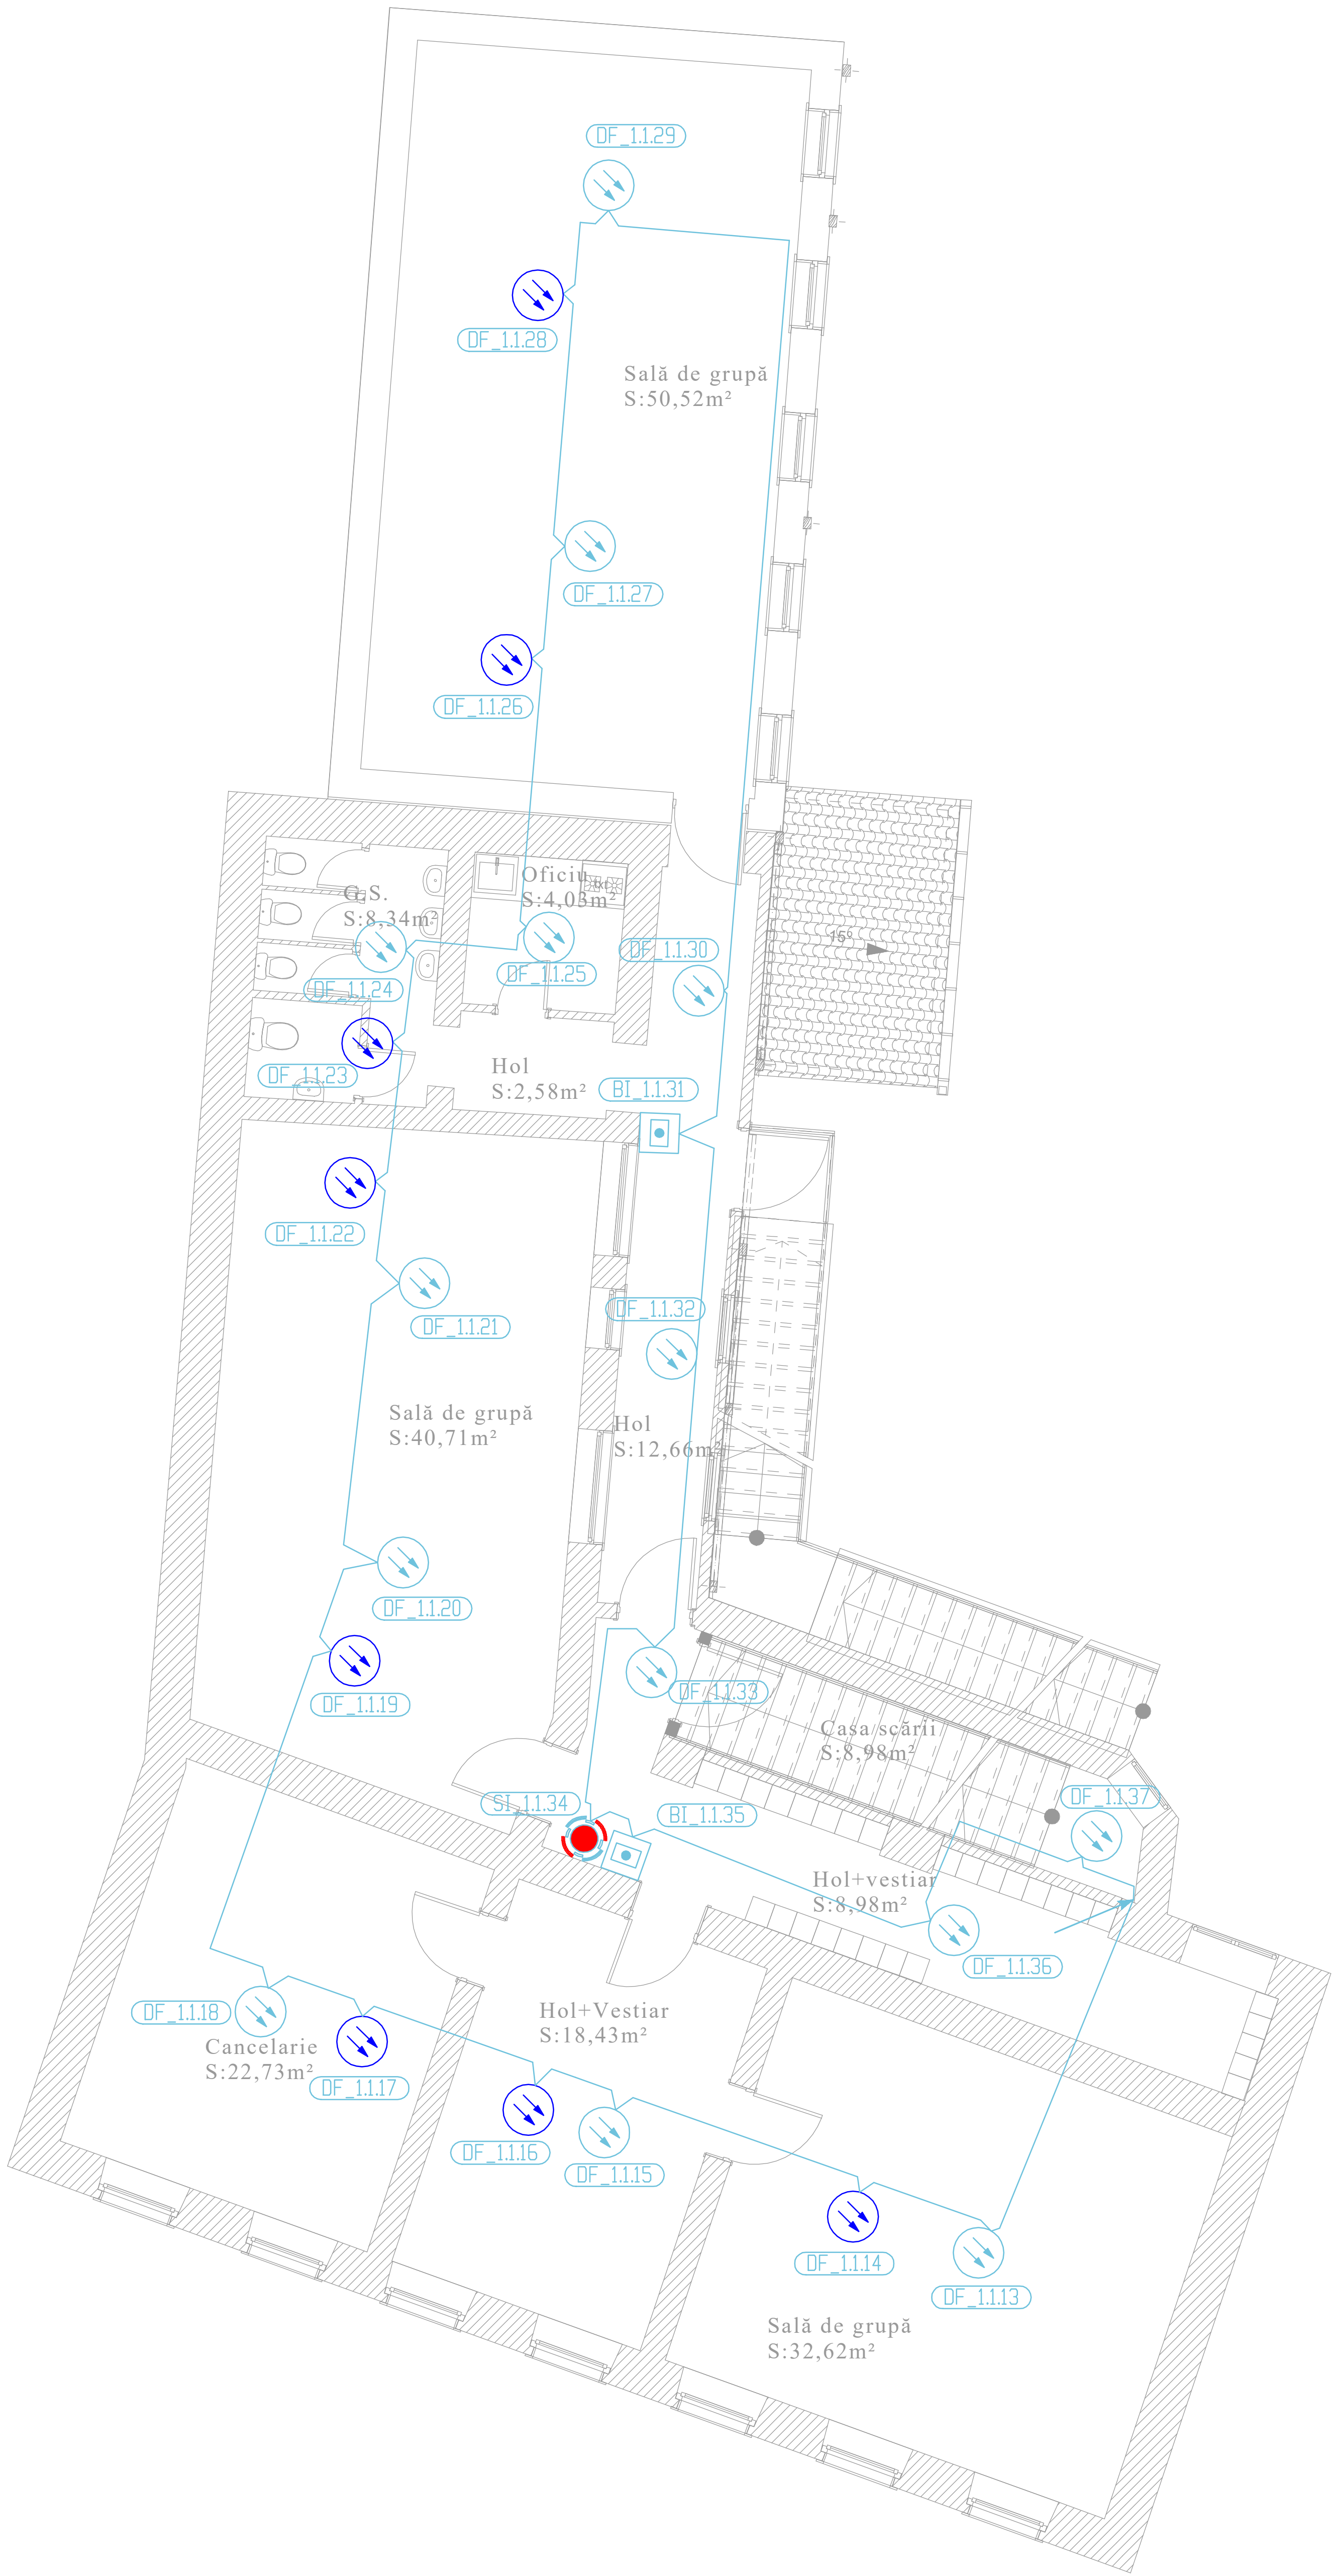 DF_1.1.29
DF_1.1.28
Sală de grupă
S:50,52m²
DF_1.1.27
DF_1.1.26
Oficiu
S:4,03m²
G.S.
S:8,34m²
15°
DF_1.1.30
DF_1.1.25
DF_1.1.24
Hol
S:2,58m²
DF_1.1.23
BI_1.1.31
DF_1.1.22
DF_1.1.32
DF_1.1.21
Sală de grupă
S:40,71m²
Hol
S:12,66m²
DF_1.1.20
DF_1.1.33
DF_1.1.19
Casa scării
S:8,98m²
DF_1.1.37
SI_1.1.34
BI_1.1.35
Hol+vestiar
S:8,98m²
DF_1.1.36
DF_1.1.18
Hol+Vestiar
S:18,43m²
Cancelarie
S:22,73m²
DF_1.1.17
DF_1.1.16
DF_1.1.15
DF_1.1.14
DF_1.1.13
Sală de grupă
S:32,62m²